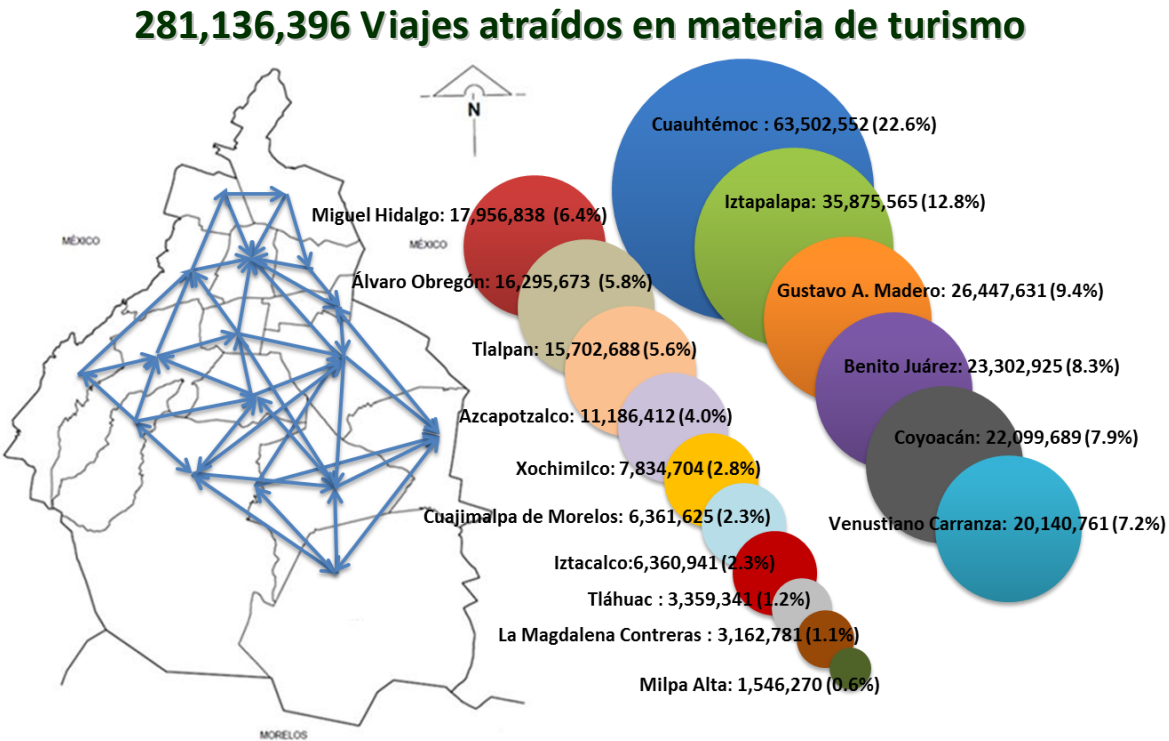 281,136,396 Viajes atraídos en materia de turismo
N
MÉXICO
MÉXICO
MORELOS
Cuauhtémoc : 63,502,552 (22.6%)
Iztapalapa: 35,875,565 (12.8%)
Gustavo A. Madero: 26,447,631 (9.4%)
Benito Juárez: 23,302,925 (8.3%)
Coyoacán: 22,099,689 (7.9%)
Venustiano Carranza: 20,140,761 (7.2%)
Miguel Hidalgo: 17,956,838 (6.4%)
Álvaro Obregón: 16,295,673 (5.8%)
Tlalpan: 15,702,688 (5.6%)
Azcapotzalco: 11,186,412 (4.0%)
Xochimilco: 7,834,704 (2.8%)
Cuajimalpa de Morelos: 6,361,625 (2.3%)
Iztacalco:6,360,941 (2.3%)
Tláhuac : 3,359,341 (1.2%)
La Magdalena Contreras : 3,162,781 (1.1%)
Milpa Alta: 1,546,270 (0.6%)